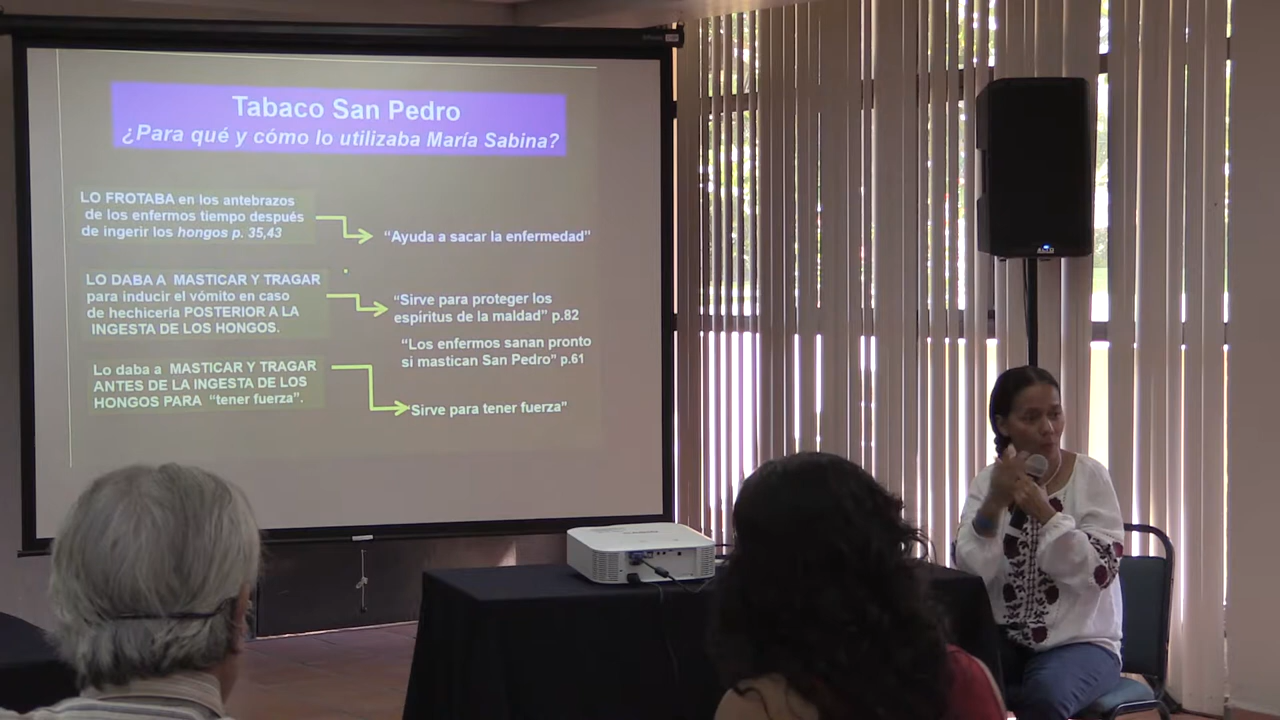 Tabaco San Pedro
¿Para qué y cómo lo utilizaba María Sabina?
LO FROTABA en los antebrazos
de los enfermos tiempo después
de ingerir los hongos p. 35,43
“Ayuda a sacar la enfermedad”
LO DABA A MASTICAR Y TRAGAR
para inducir el vómito en caso
de hechicería POSTERIOR A LA
INGESTA DE LOS HONGOS.
“Sirve para proteger los
espíritus de la maldad” p.82
“Los enfermos sanan pronto
si mastican San Pedro” p.61
Lo daba a MASTICAR Y TRAGAR
ANTES DE LA INGESTA DE LOS
HONGOS PARA “tener fuerza”.
Sirve para tener fuerza”